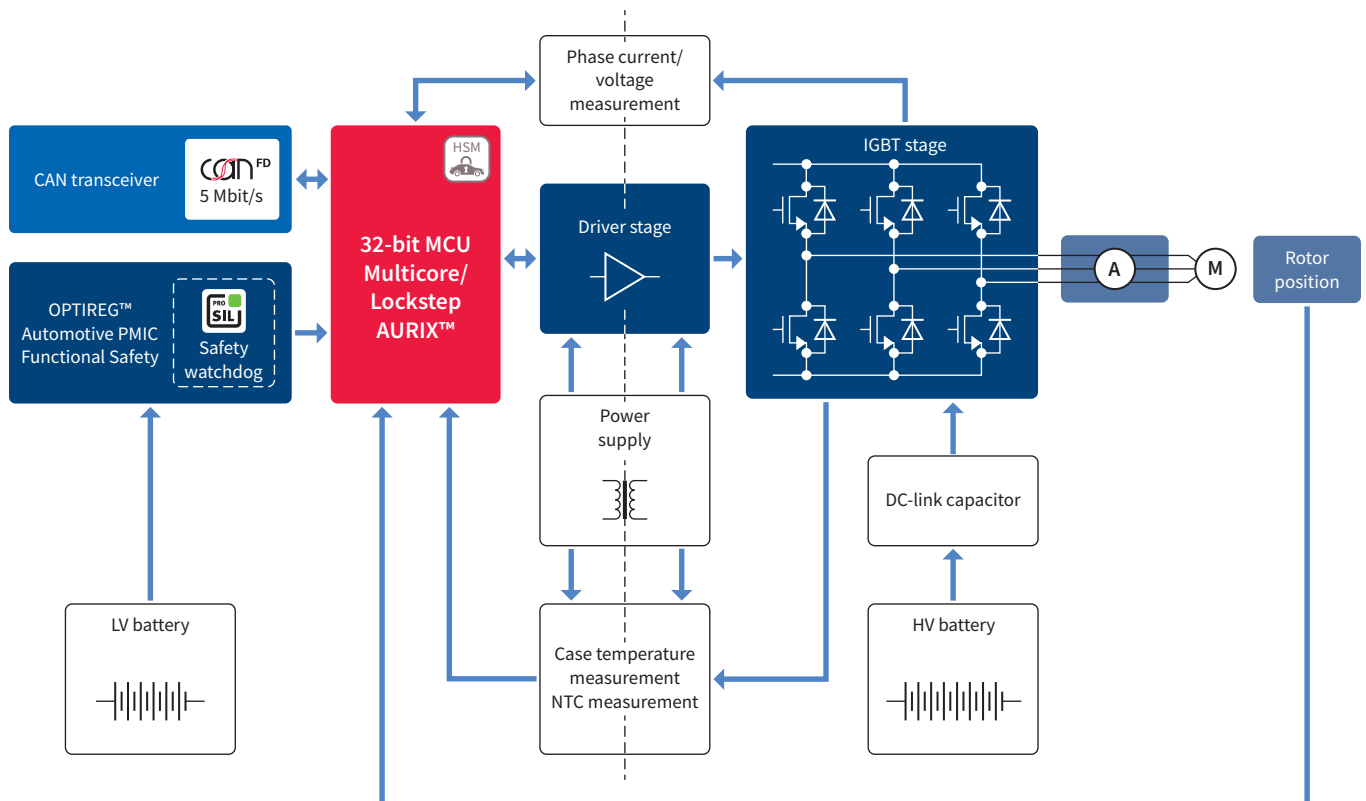 Phase current/
voltage
measurement
CAN transceiver
CAN FD
5 Mbit/s
HSM
32-bit MCU
Multicore/
Lockstep
AURIX™
Driver stage
IGBT stage
A
M
Rotor
position
OPTIREG™
Automotive PMIC
Functional Safety
PRO
SIL
Safety
watchdog
Power
supply
DC-link capacitor
LV battery
Case temperature
measurement
NTC measurement
HV battery